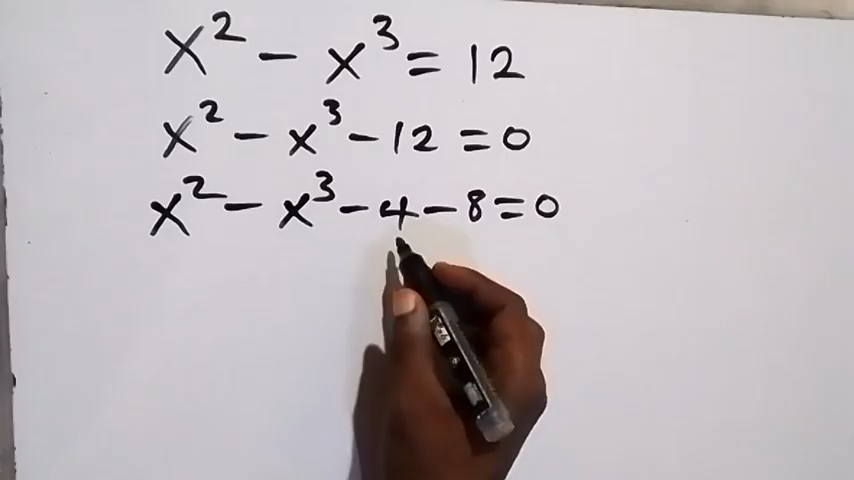 x² - x³ = 12
x² - x³ - 12 = 0
x² - x³ - 4 - 8 = 0